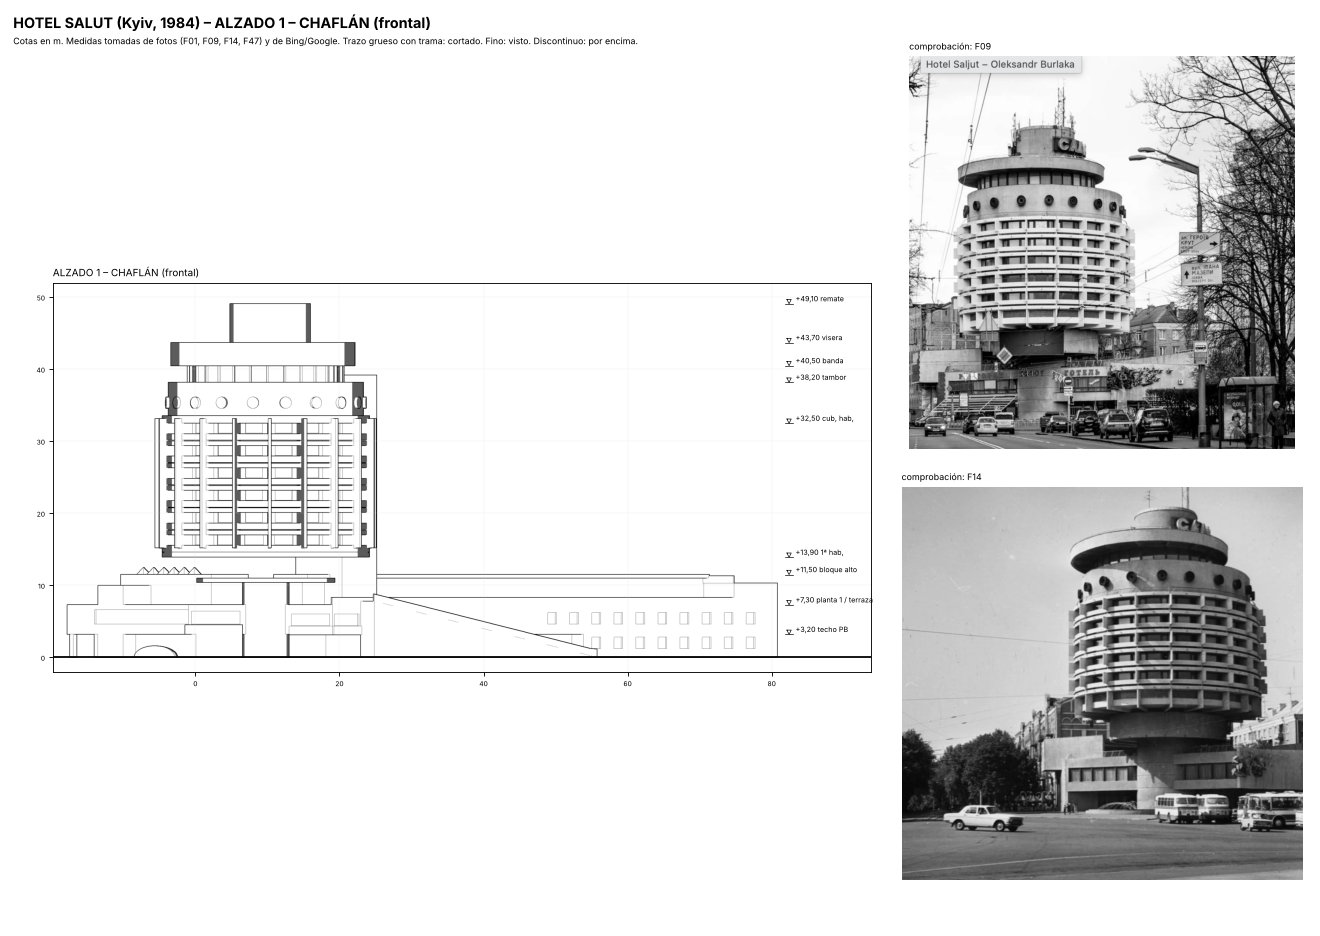 HOTEL SALUT (Kyiv, 1984) – ALZADO 1 – CHAFLÁN (frontal)
Cotas en m. Medidas tomadas de fotos (F01, F09, F14, F47) y de Bing/Google. Trazo grueso con trama: cortado. Fino: visto. Discontinuo: por encima.
comprobación: F09
Hotel Saljut – Oleksandr Burlaka
ГОТЕЛЬ
ALZADO 1 – CHAFLÁN (frontal)
50
40
30
20
10
0
0
20
40
60
80
+49,10 remate
+43,70 visera
+40,50 banda
+38,20 tambor
+32,50 cub, hab,
+13,90 1ª hab,
+11,50 bloque alto
+7,30 planta 1 / terraza
+3,20 techo PB
comprobación: F14